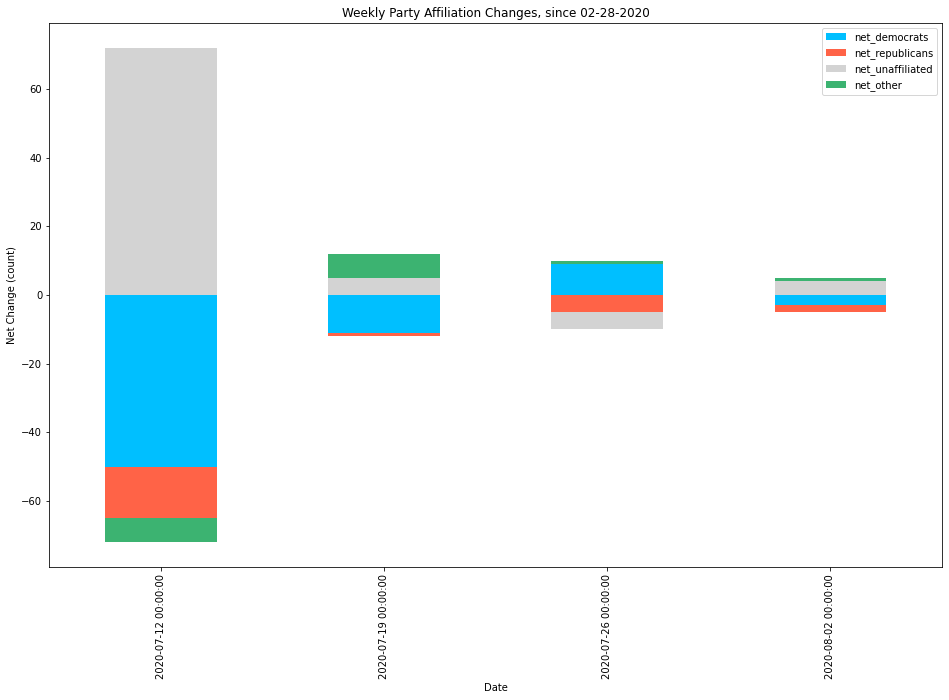 Weekly Party Affiliation Changes, since 02-28-2020
net_democrats
net_republicans
net_unaffiliated
net_other
Net Change (count)
60
40
20
0
−20
−40
−60
2020-07-12 00:00:00
2020-07-19 00:00:00
2020-07-26 00:00:00
2020-08-02 00:00:00
Date